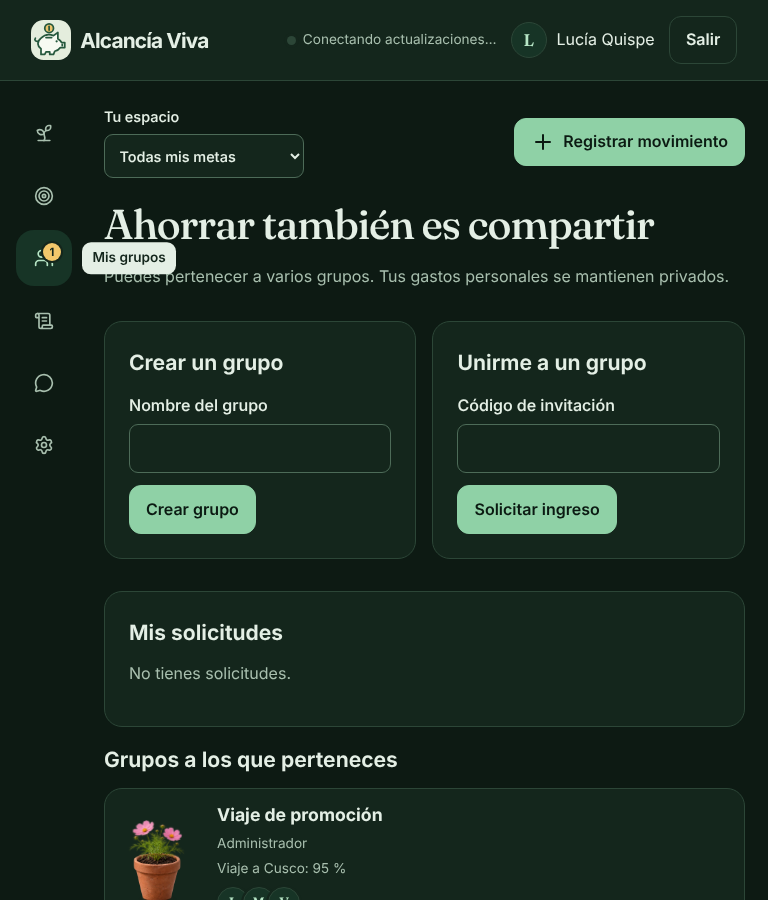 Alcancía Viva
Conectando actualizaciones...
L
Lucía Quispe
Salir
Tu espacio
Todas mis metas
Registrar movimiento
Ahorrar también es compartir
1
Mis grupos
Puedes pertenecer a varios grupos. Tus gastos personales se mantienen privados.
Crear un grupo
Nombre del grupo
Crear grupo
Unirme a un grupo
Código de invitación
Solicitar ingreso
Mis solicitudes
No tienes solicitudes.
Grupos a los que perteneces
Viaje de promoción
Administrador
Viaje a Cusco: 95 %